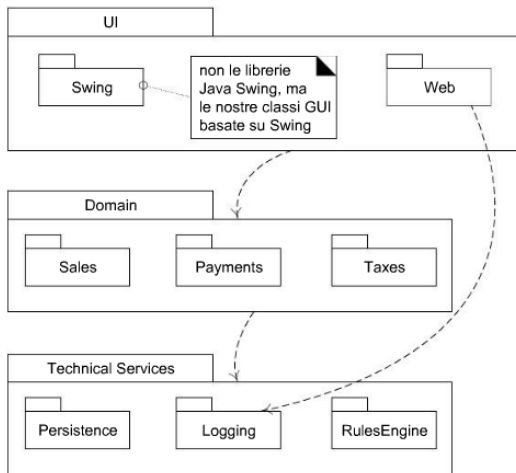 UI
Swing
non le librerie
Java Swing, ma
le nostre classi GUI
basate su Swing
Web
Domain
Sales
Payments
Taxes
Technical Services
Persistence
Logging
RulesEngine